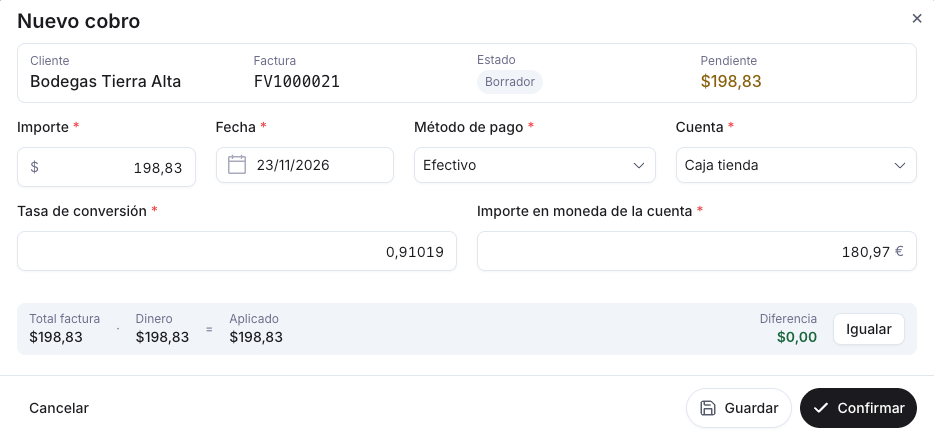 Nuevo cobro
Cliente
Bodegas Tierra Alta
Factura
FV1000021
Estado
Borrador
Pendiente
$198,83
Importe *
$ 198,83
Fecha *
23/11/2026
Método de pago *
Efectivo
Cuenta *
Caja tienda
Tasa de conversión *
0,91019
Importe en moneda de la cuenta *
180,97 €
Total factura
$198,83
·
Dinero
$198,83
=
Aplicado
$198,83
Diferencia
$0,00
Igualar
Cancelar
Guardar
Confirmar